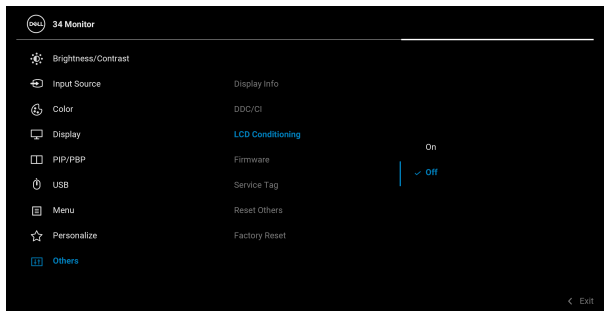 DELL 34 Monitor
Brightness/Contrast
Input Source
Display Info
Color
DDC/CI
Display
LCD Conditioning
On
PIP/PBP
Firmware
Off
USB
Service Tag
Menu
Reset Others
Personalize
Factory Reset
Others
Exit